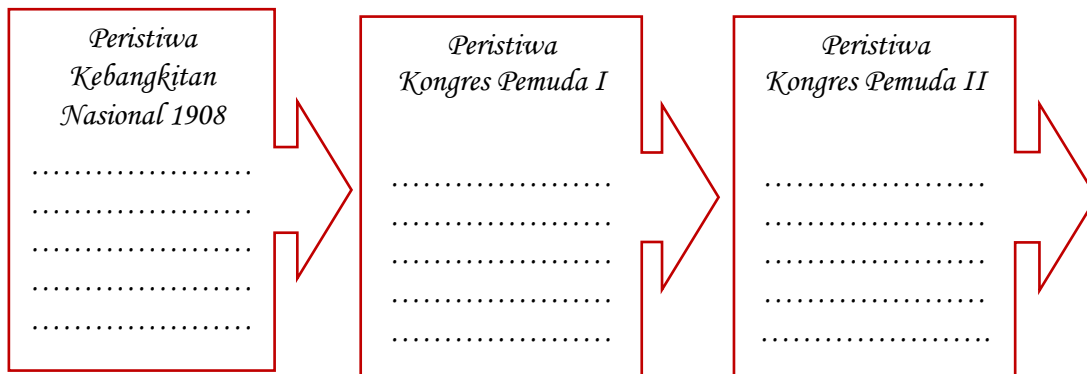 Peristiwa
Kebangkitan
Nasional 1908
…………………
…………………
…………………
…………………
…………………
Peristiwa
Kongres Pemuda I
…………………
…………………
…………………
…………………
…………………
Peristiwa
Kongres Pemuda II
…………………
…………………
…………………
…………………
………………….